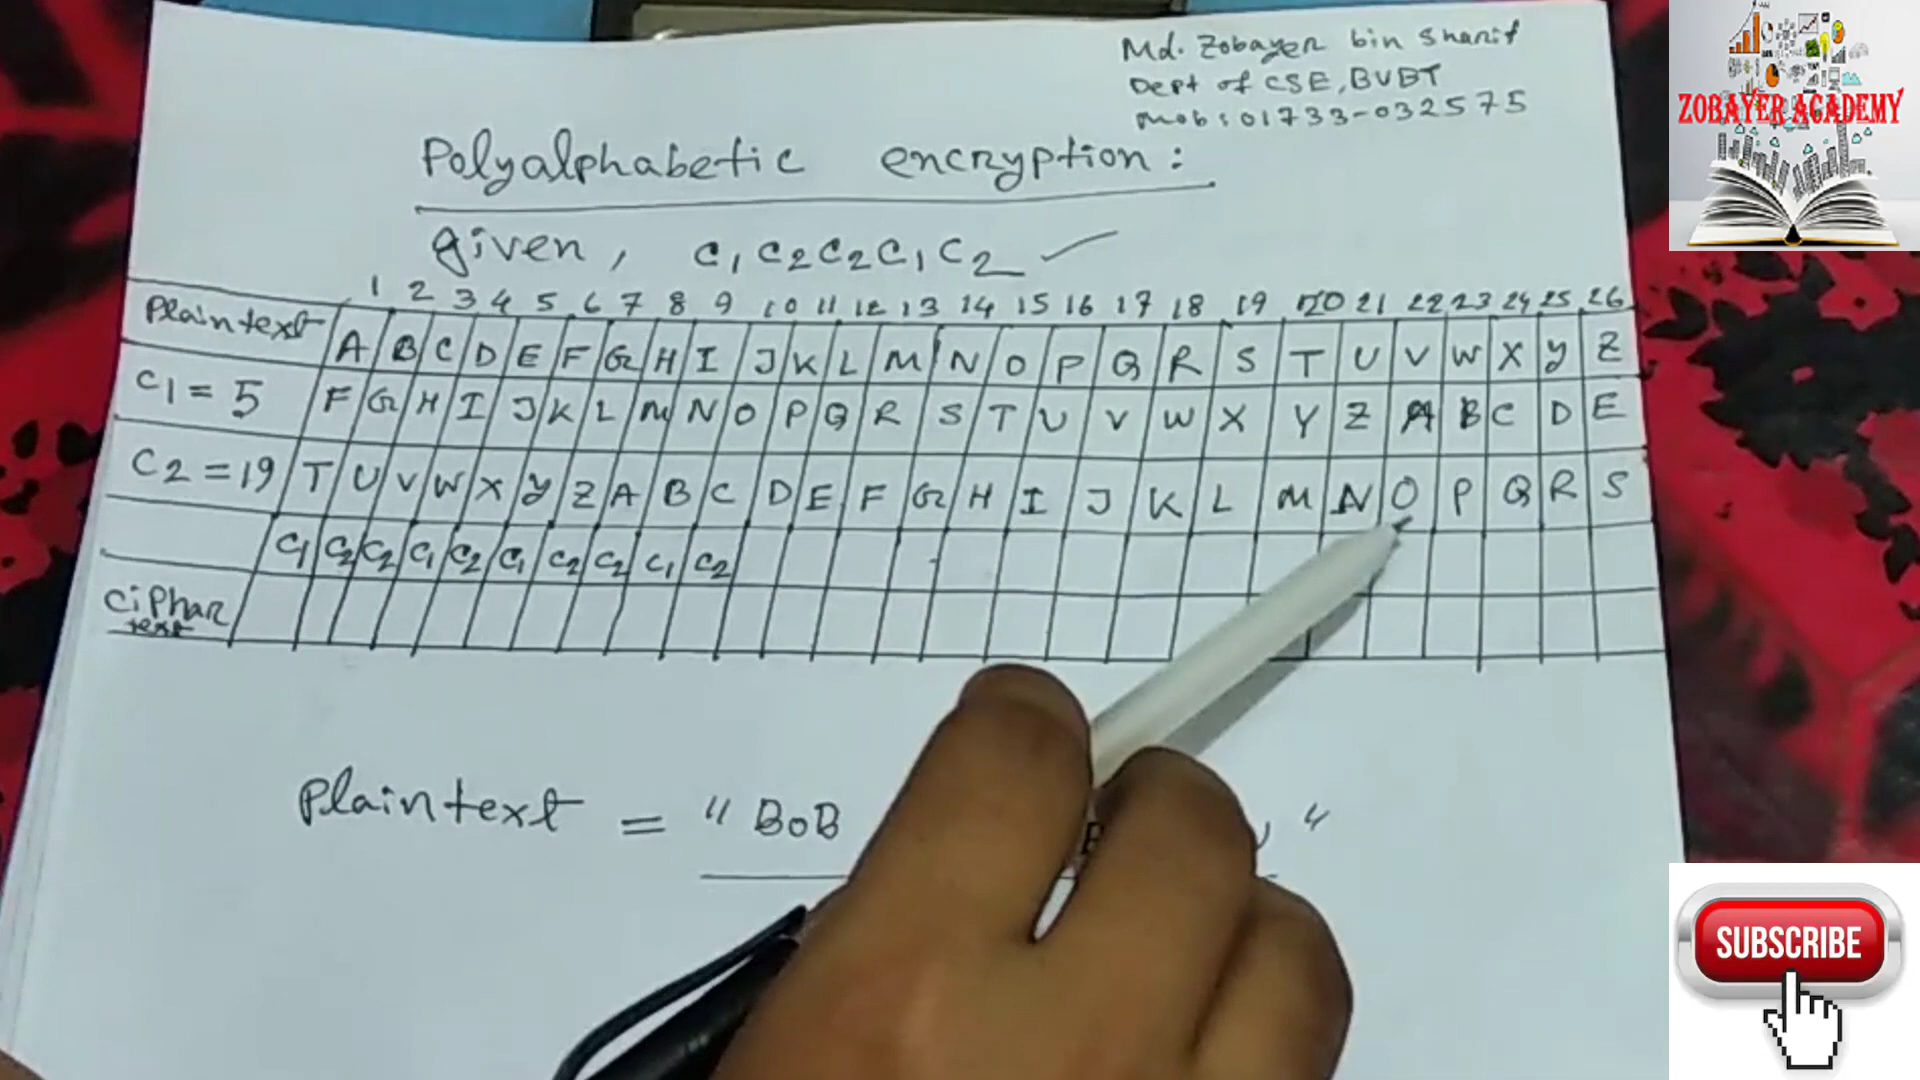 Md. Zobayer bin Sharif
Dept of CSE, BUBT
Mob: 01733-032575
ZOBAYER ACADEMY
Polyalphabetic encryption:
given, C1C2C2C1C2
1 2 3 4 5 6 7 8 9 10 11 12 13 14 15 16 17 18 19 20 21 22 23 24 25 26
Plaintext A B C D E F G H I J K L M N O P Q R S T U V W X Y Z
C1 = 5 F G H I J K L M N O P Q R S T U V W X Y Z A B C D E
C2 = 19 T U V W X Y Z A B C D E F G H I J K L M N O P Q R S
C1 C2 C2 C1 C2 C1 C2 C2 C1 C2
Ciphar
text
Plaintext = "BoB "
SUBSCRIBE